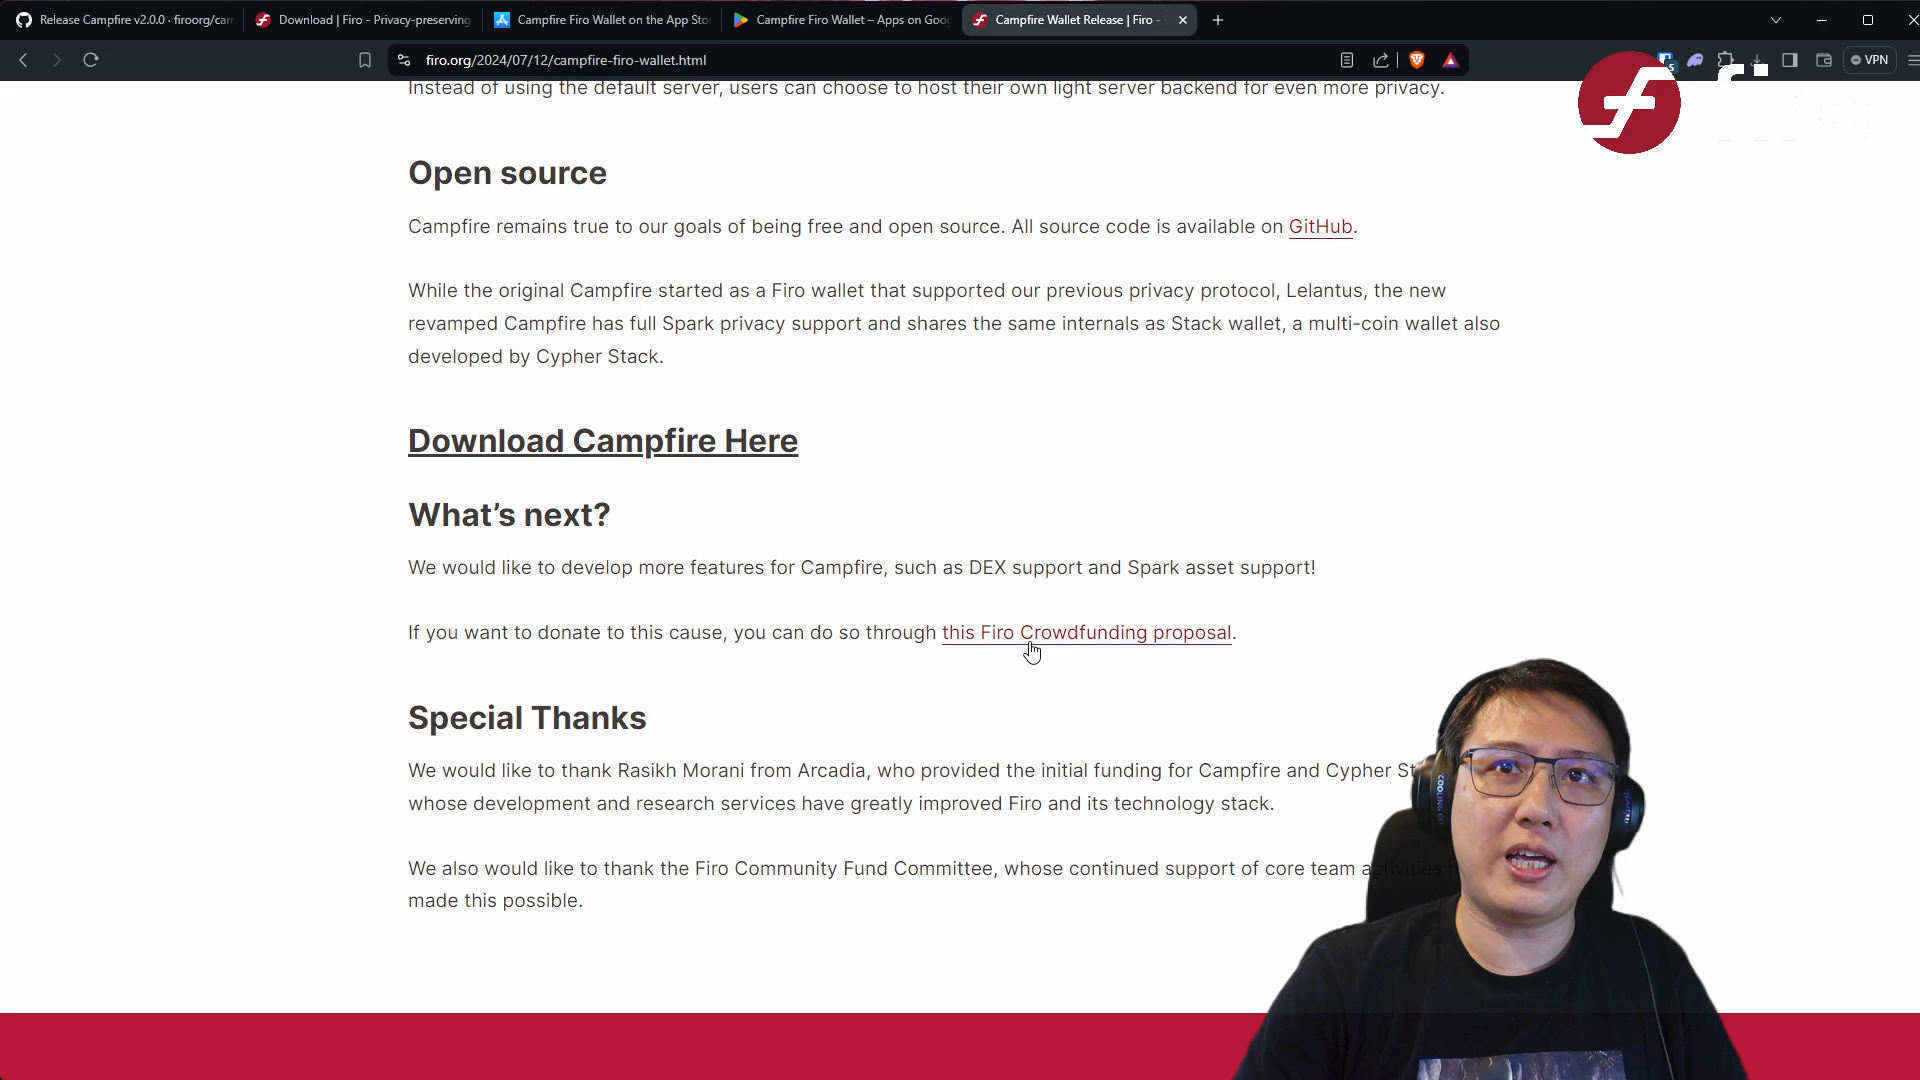 Release Campfire v2.0.0 · firoorg/cam
Download | Firo - Privacy-preserving
Campfire Firo Wallet on the App Sto
Campfire Firo Wallet – Apps on Goo
Campfire Wallet Release | Firo -
firo.org/2024/07/12/campfire-firo-wallet.html
5
VPN
Instead of using the default server, users can choose to host their own light server backend for even more privacy.
Open source
Campfire remains true to our goals of being free and open source. All source code is available on GitHub.
While the original Campfire started as a Firo wallet that supported our previous privacy protocol, Lelantus, the new
revamped Campfire has full Spark privacy support and shares the same internals as Stack wallet, a multi-coin wallet also
developed by Cypher Stack.
Download Campfire Here
What’s next?
We would like to develop more features for Campfire, such as DEX support and Spark asset support!
If you want to donate to this cause, you can do so through this Firo Crowdfunding proposal.
Special Thanks
We would like to thank Rasikh Morani from Arcadia, who provided the initial funding for Campfire and Cypher St
whose development and research services have greatly improved Firo and its technology stack.
We also would like to thank the Firo Community Fund Committee, whose continued support of core team activities
made this possible.